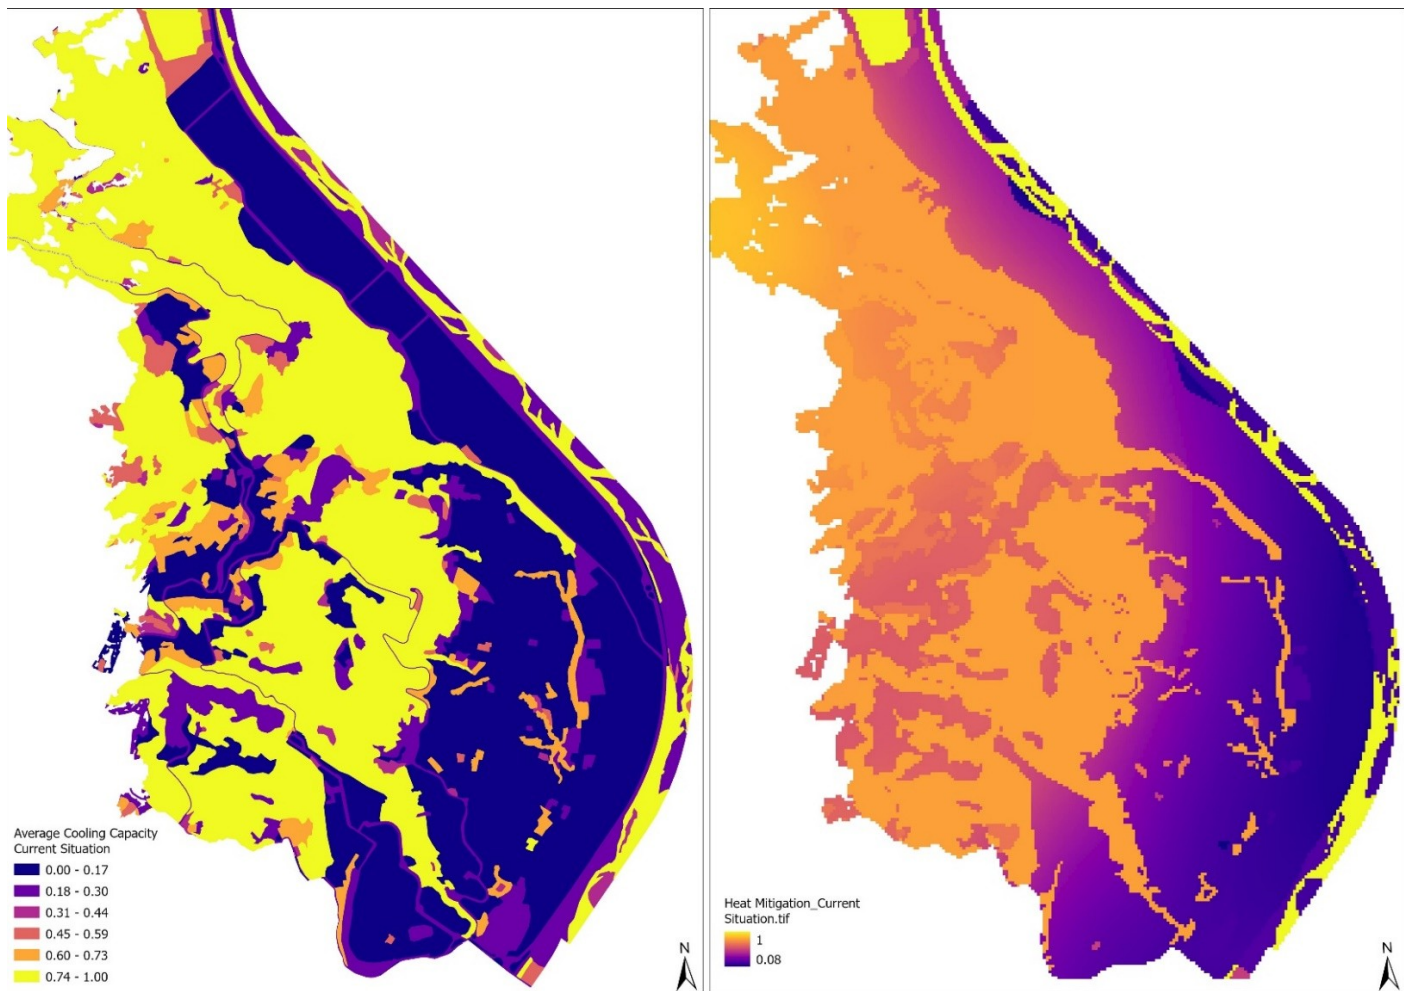 Average Cooling Capacity
Current Situation
0.00 - 0.17
0.18 - 0.30
0.31 - 0.44
0.45 - 0.59
0.60 - 0.73
0.74 - 1.00
N
Heat Mitigation_Current
Situation.tif
1
0.08
N